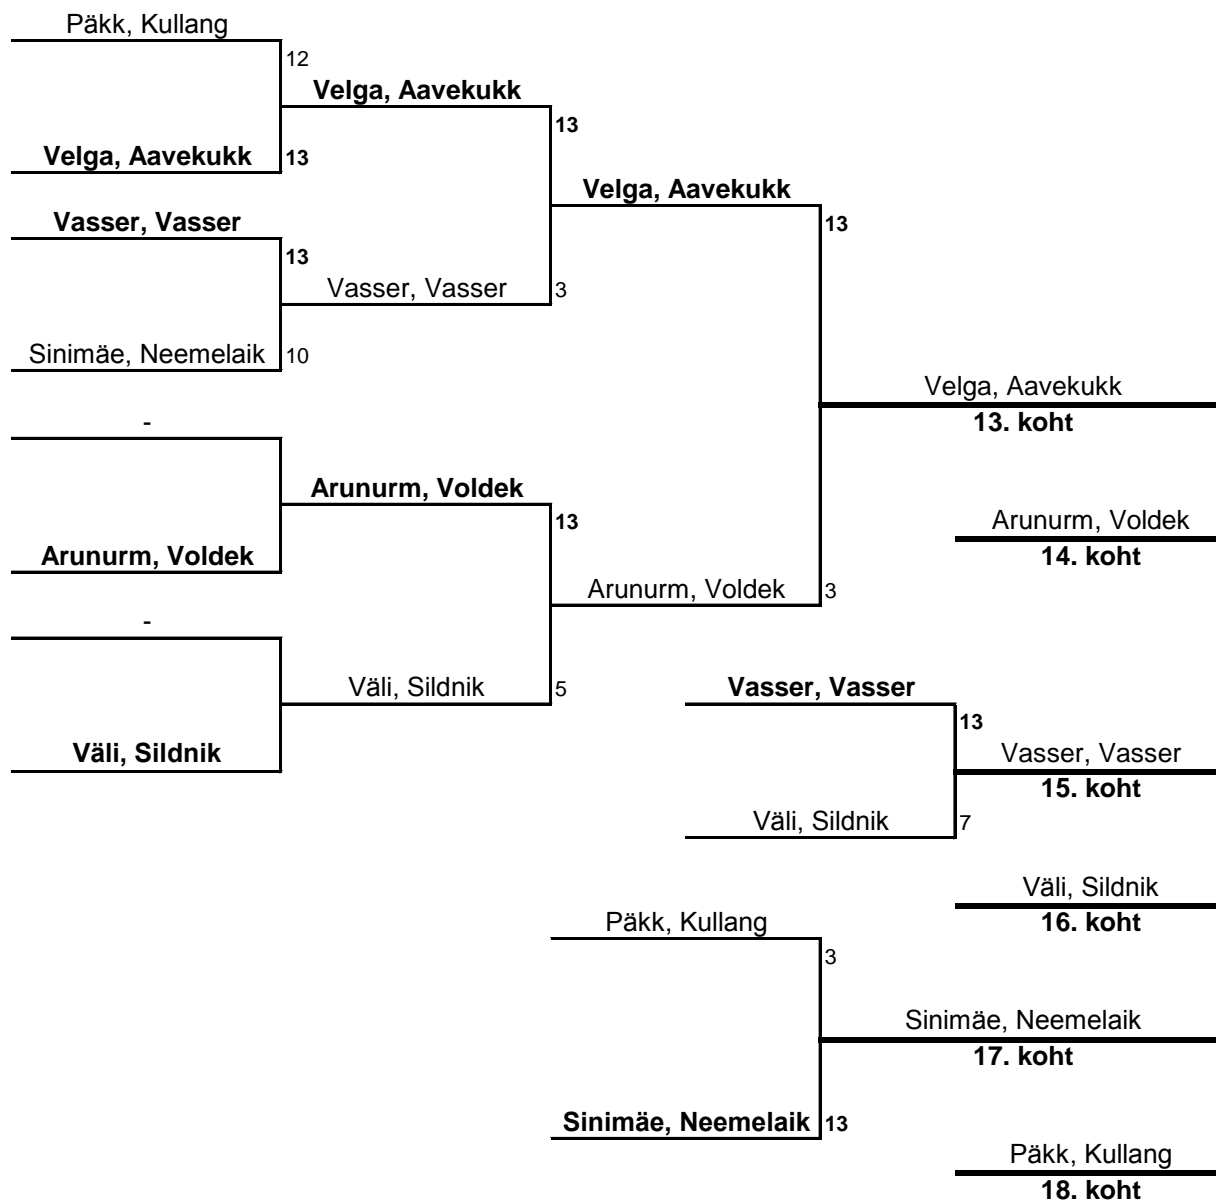 Päkk, Kullang
12
Velga, Aavekukk
13
Velga, Aavekukk
13
Velga, Aavekukk
Vasser, Vasser
13
13
Vasser, Vasser
3
Sinimäe, Neemelaik
10
Velga, Aavekukk
13. koht
-
Arunurm, Voldek
13
Arunurm, Voldek
14. koht
Arunurm, Voldek
Arunurm, Voldek
3
-
Väli, Sildnik
5
Vasser, Vasser
13
Väli, Sildnik
Vasser, Vasser
15. koht
Väli, Sildnik
7
Väli, Sildnik
16. koht
Päkk, Kullang
3
Sinimäe, Neemelaik
17. koht
Sinimäe, Neemelaik
13
Päkk, Kullang
18. koht